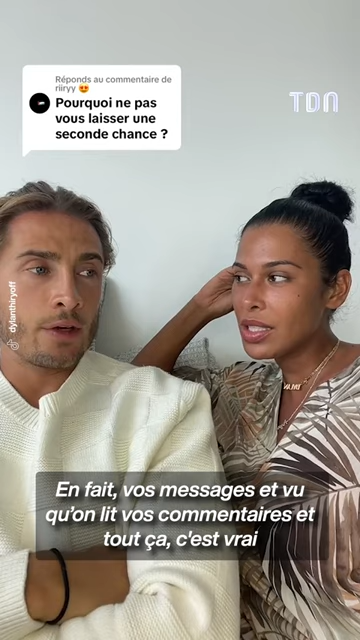 Réponds au commentaire de
riiryy 😍
Pourquoi ne pas
vous laisser une
seconde chance ?
TDN
dylanthiryoff
En fait, vos messages et vu
qu'on lit vos commentaires et
tout ça, c'est vrai